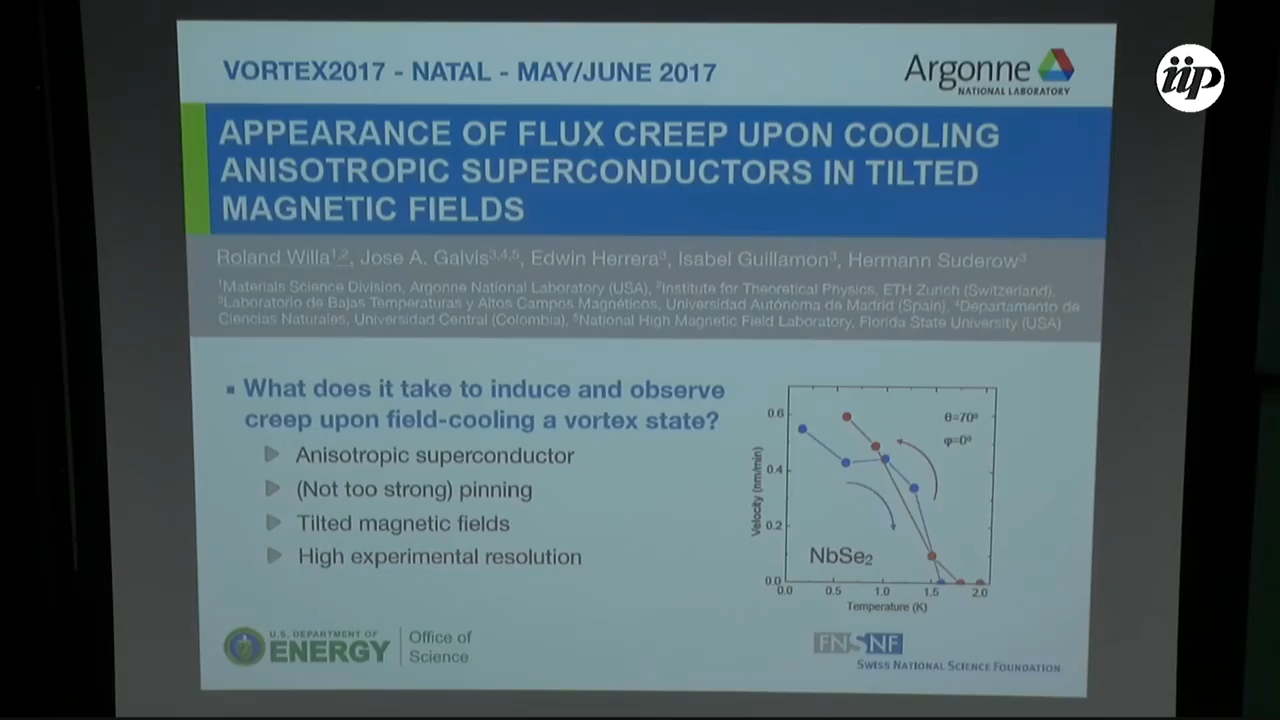 VORTEX2017 - NATAL - MAY/JUNE 2017
Argonne
NATIONAL LABORATORY
iip
APPEARANCE OF FLUX CREEP UPON COOLING
ANISOTROPIC SUPERCONDUCTORS IN TILTED
MAGNETIC FIELDS
Roland Willa¹,², Jose A. Galvis³,⁴,⁵, Edwin Herrera³, Isabel Guillamon³, Hermann Suderow³
¹Materials Science Division, Argonne National Laboratory (USA), ²Institute for Theoretical Physics, ETH Zurich (Switzerland),
³Laboratorio de Bajas Temperaturas y Altos Campos Magnéticos, Universidad Autónoma de Madrid (Spain), ⁴Departamento de
Ciencias Naturales, Universidad Central (Colombia), ⁵National High Magnetic Field Laboratory, Florida State University (USA)
▪ What does it take to induce and observe
creep upon field-cooling a vortex state?
Anisotropic superconductor
(Not too strong) pinning
Tilted magnetic fields
High experimental resolution
0.6
0.4
0.2
0.0
Velocity (nm/min)
θ=70º
φ=0º
NbSe₂
0.0 0.5 1.0 1.5 2.0
Temperature (K)
U.S. DEPARTMENT OF
ENERGY
Office of
Science
FNSNF
SWISS NATIONAL SCIENCE FOUNDATION